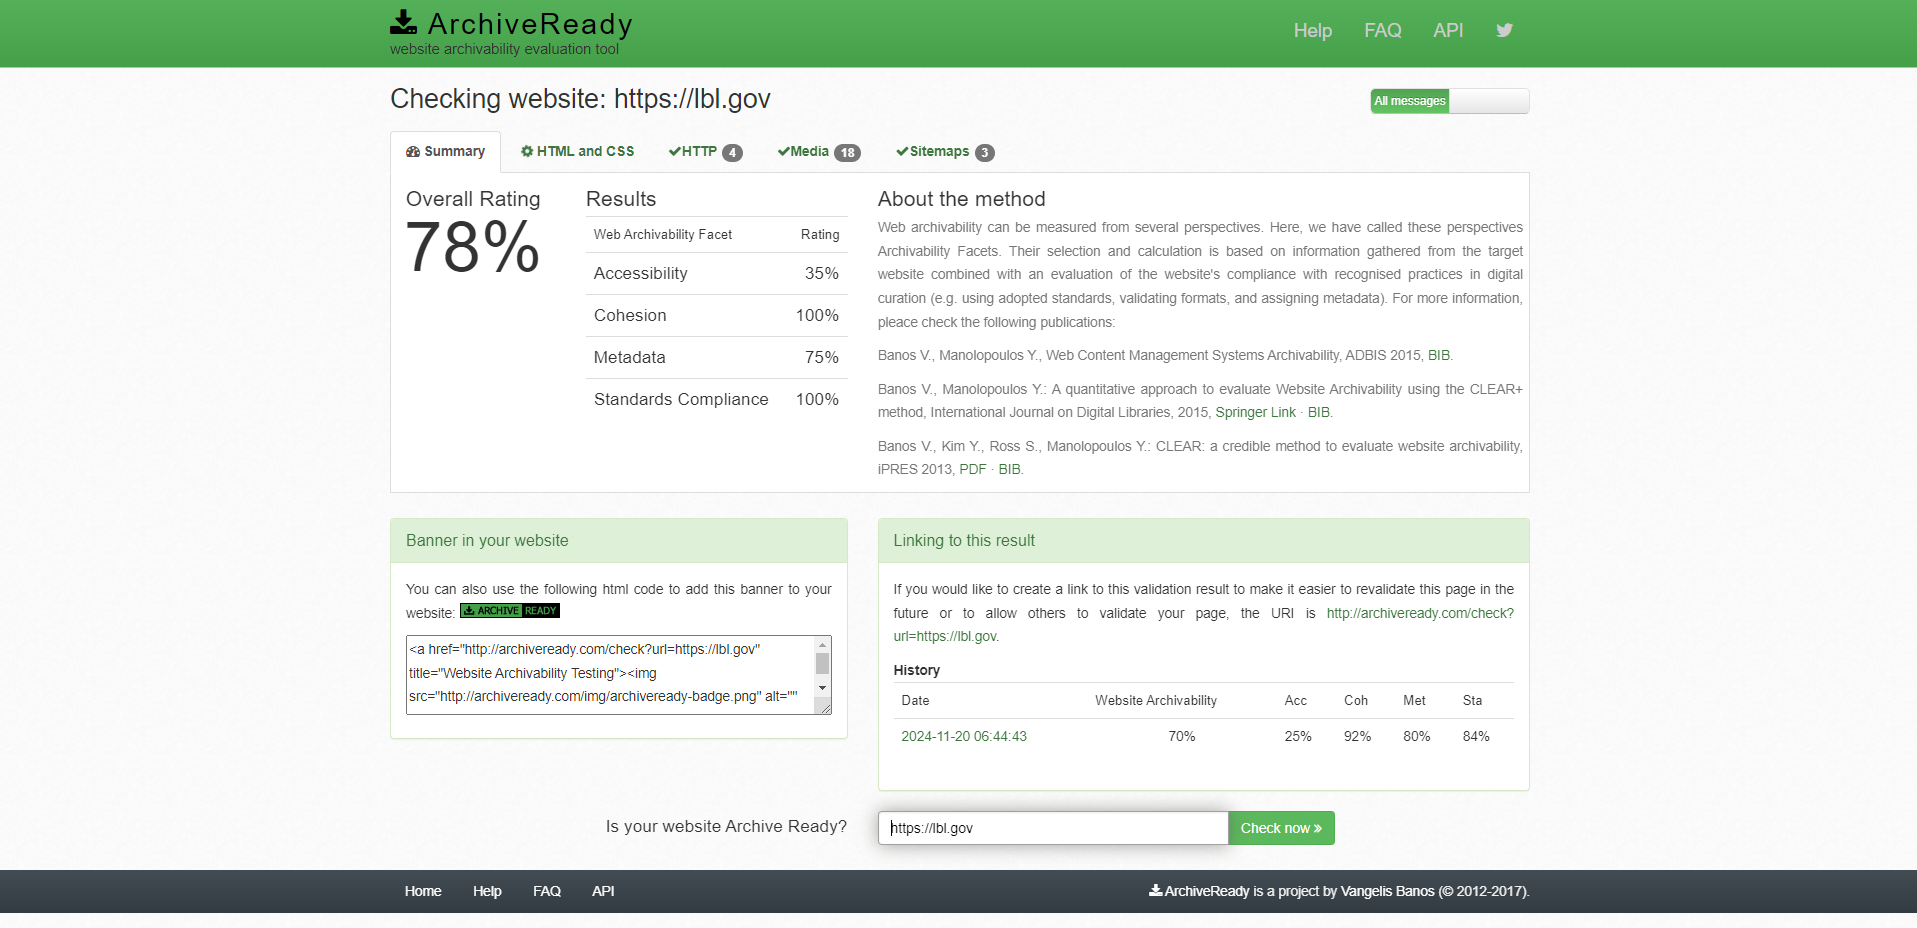 ArchiveReady
website archivability evaluation tool
Help FAQ API
Checking website: https://lbl.gov
All messages
Summary HTML and CSS HTTP 4 Media 18 Sitemaps 3
Overall Rating
78%
Results
Web Archivability Facet Rating
Accessibility 35%
Cohesion 100%
Metadata 75%
Standards Compliance 100%
About the method
Web archivability can be measured from several perspectives. Here, we have called these perspectives
Archivability Facets. Their selection and calculation is based on information gathered from the target
website combined with an evaluation of the website's compliance with recognised practices in digital
curation (e.g. using adopted standards, validating formats, and assigning metadata). For more information,
pleace check the following publications:
Banos V., Manolopoulos Y., Web Content Management Systems Archivability, ADBIS 2015, BIB.
Banos V., Manolopoulos Y.: A quantitative approach to evaluate Website Archivability using the CLEAR+
method, International Journal on Digital Libraries, 2015, Springer Link · BIB.
Banos V., Kim Y., Ross S., Manolopoulos Y.: CLEAR: a credible method to evaluate website archivability,
iPRES 2013, PDF · BIB.
Banner in your website
You can also use the following html code to add this banner to your
website: ARCHIVE READY
<a href="http://archiveready.com/check?url=https://lbl.gov"
title="Website Archivability Testing"><img
src="http://archiveready.com/img/archiveready-badge.png" alt=""
Linking to this result
If you would like to create a link to this validation result to make it easier to revalidate this page in the
future or to allow others to validate your page, the URI is http://archiveready.com/check?
url=https://lbl.gov.
History
Date Website Archivability Acc Coh Met Sta
2024-11-20 06:44:43 70% 25% 92% 80% 84%
Is your website Archive Ready? https://lbl.gov Check now »
Home Help FAQ API
ArchiveReady is a project by Vangelis Banos (© 2012-2017).